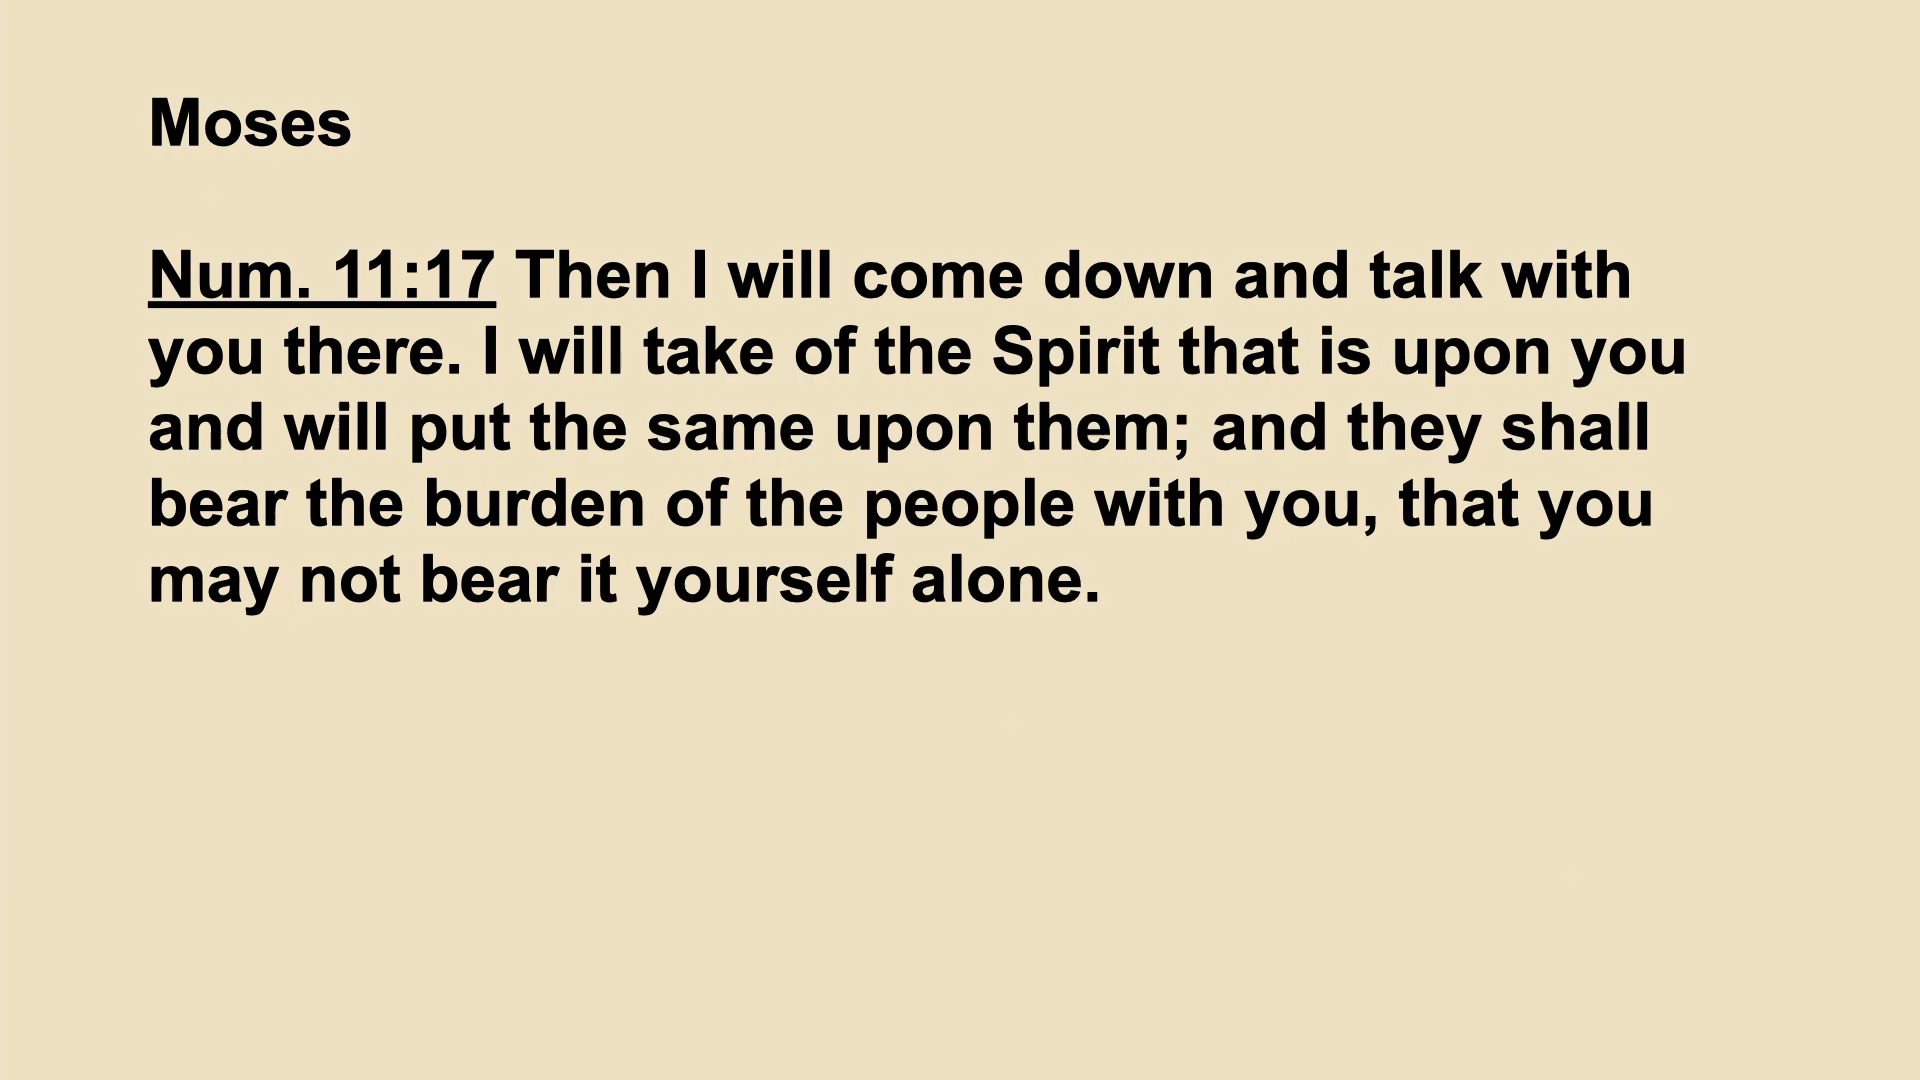 Moses
Num. 11:17 Then I will come down and talk with
you there. I will take of the Spirit that is upon you
and will put the same upon them; and they shall
bear the burden of the people with you, that you
may not bear it yourself alone.